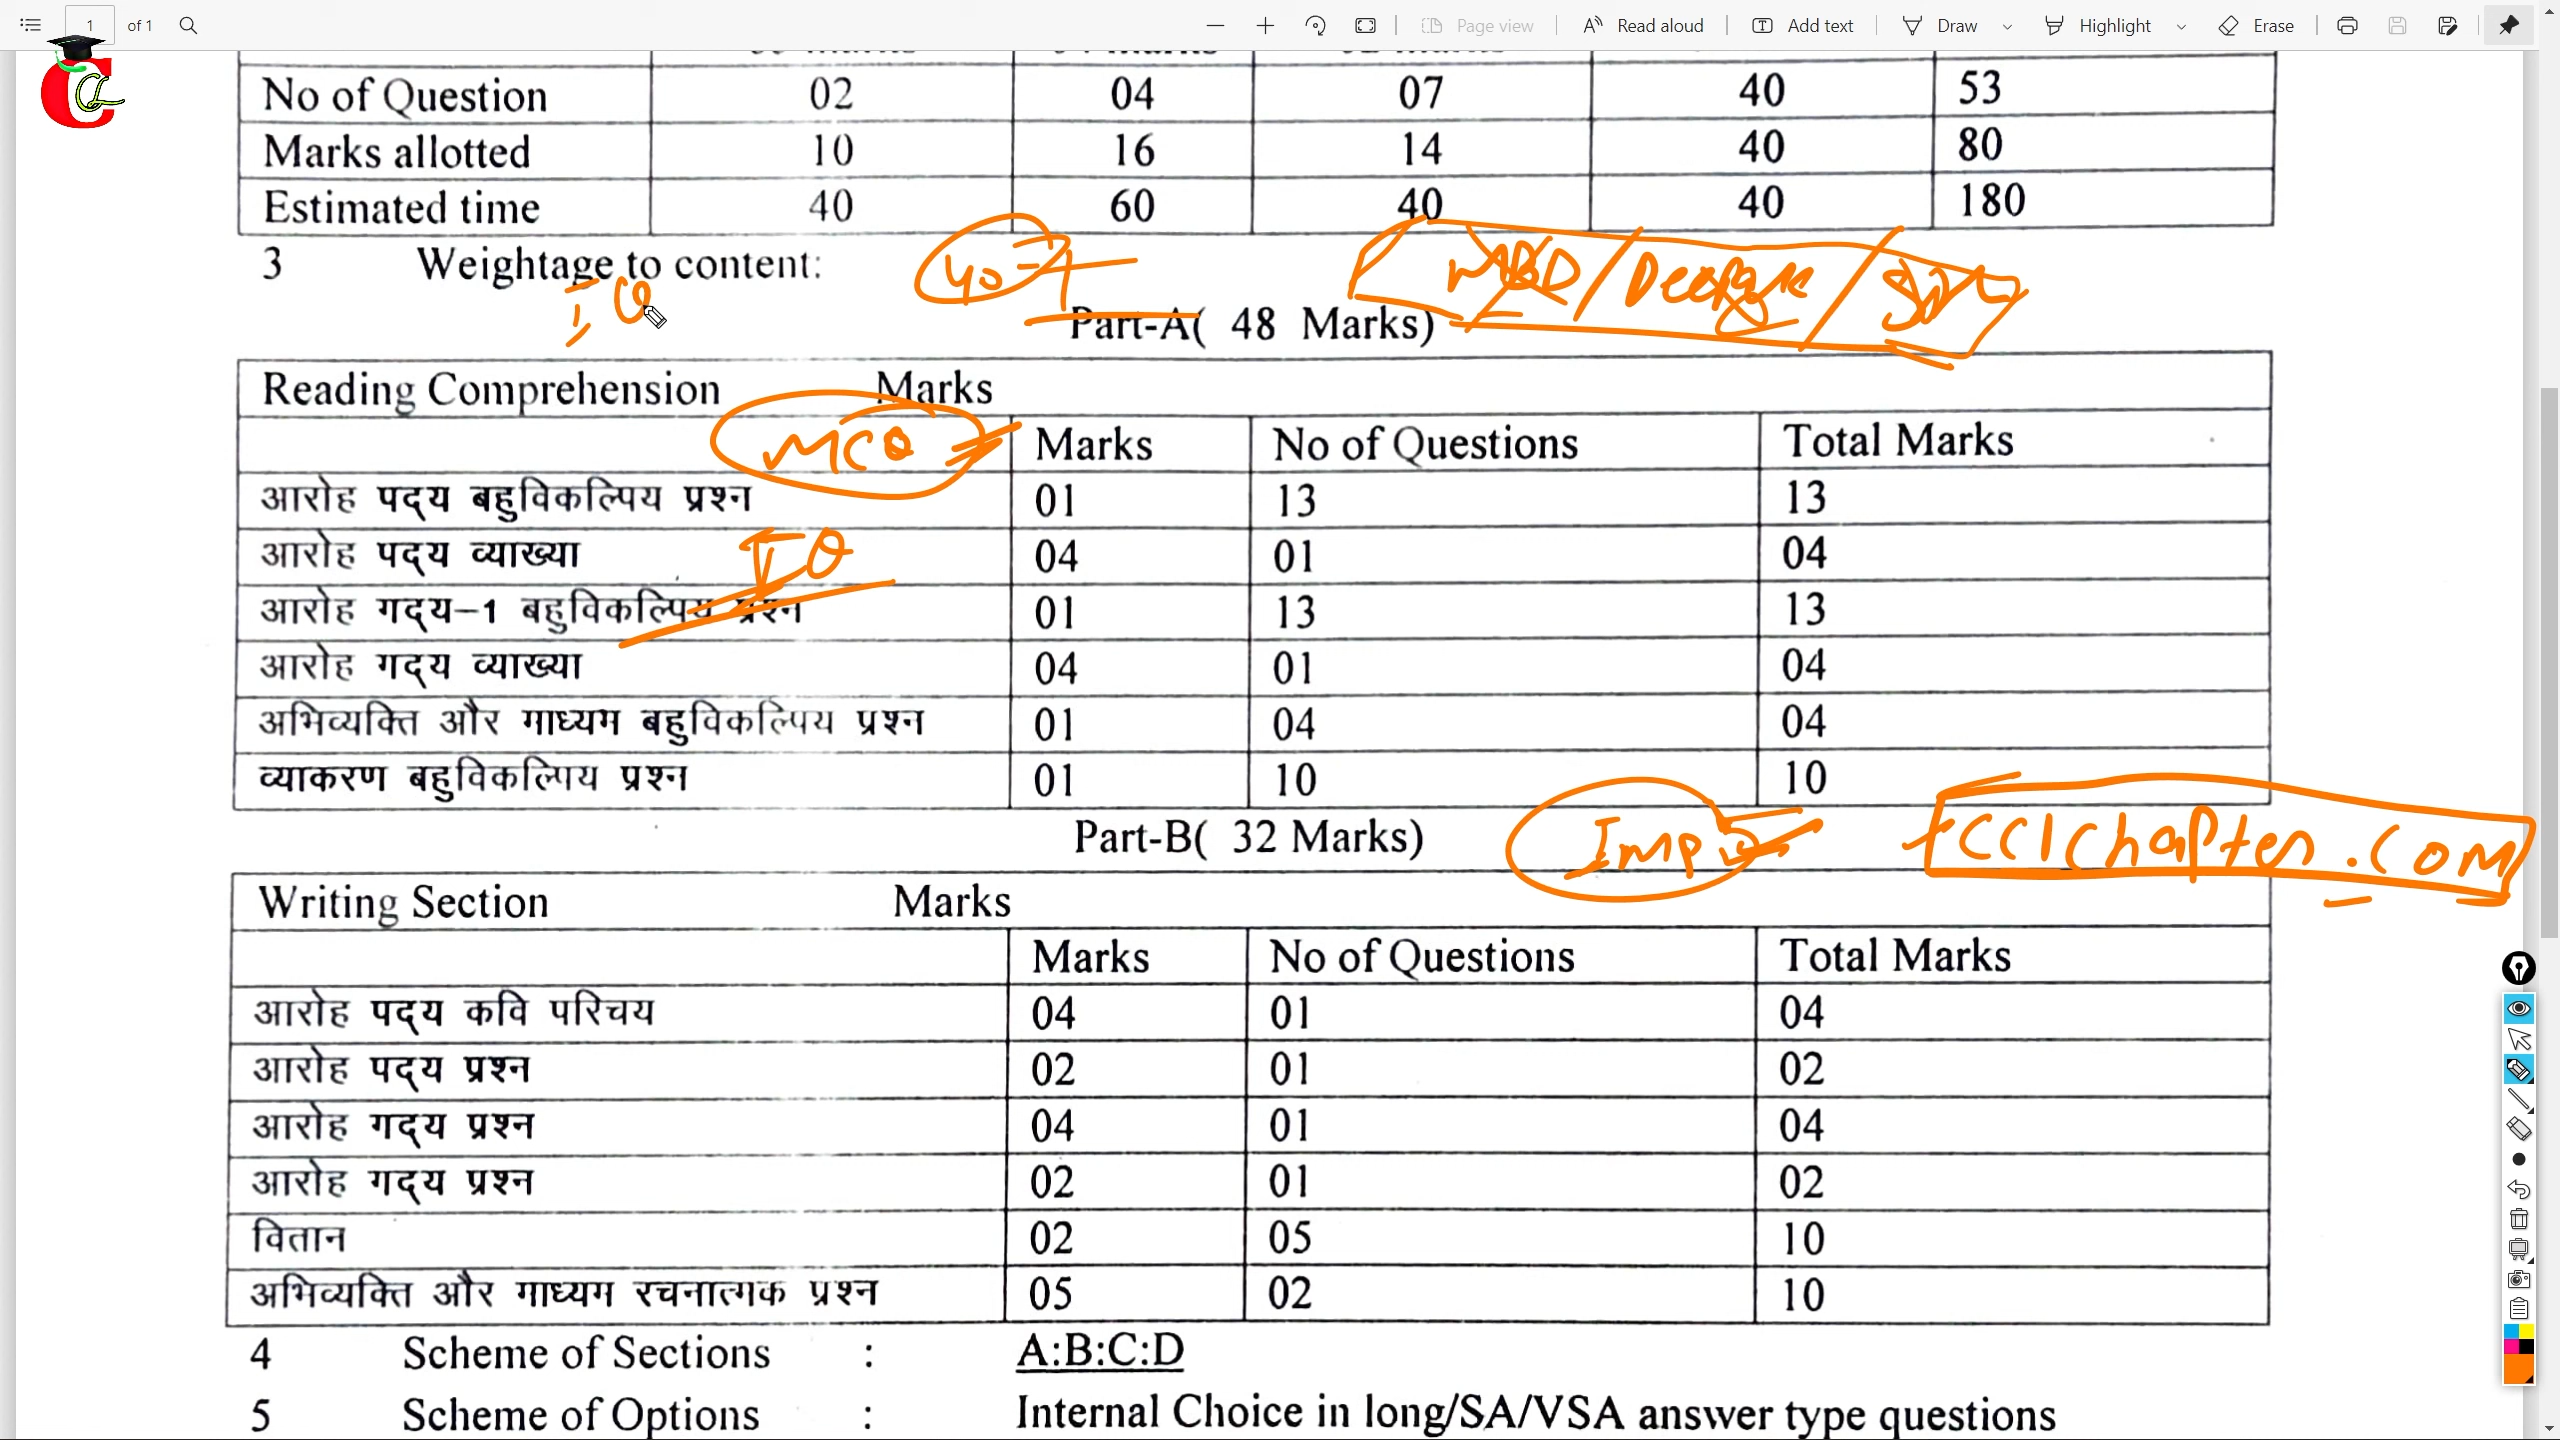 1 of 1 Page view Read aloud Add text Draw Highlight Erase
No of Question 02 04 07 40 53
Marks allotted 10 16 14 40 80
Estimated time 40 60 40 40 180
3 Weightage to content:
40
MBD
Part-A( 48 Marks)
Reading Comprehension Marks
MCQ Marks No of Questions Total Marks
आरोह पद्य बहुविकल्पिय प्रश्न 01 13 13
IQ
आरोह पद्य व्याख्या 04 01 04
आरोह गद्य–1 बहुविकल्पिय प्रश्न 01 13 13
आरोह गद्य व्याख्या 04 01 04
अभिव्यक्ति और माध्यम बहुविकल्पिय प्रश्न 01 04 04
व्याकरण बहुविकल्पिय प्रश्न 01 10 10
Part-B( 32 Marks)
Imp
CClChapter.COM
Writing Section Marks
Marks No of Questions Total Marks
आरोह पद्य कवि परिचय 04 01 04
आरोह पद्य प्रश्न 02 01 02
आरोह गद्य प्रश्न 04 01 04
आरोह गद्य प्रश्न 02 01 02
वितान 02 05 10
अभिव्यक्ति और माध्यम रचनात्मक प्रश्न 05 02 10
4 Scheme of Sections : A:B:C:D
5 Scheme of Options : Internal Choice in long/SA/VSA answer type questions